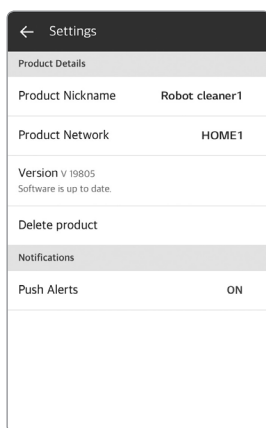 Settings
Product Details
Product Nickname Robot cleaner1
Product Network HOME1
Version V 19805
Software is up to date.
Delete product
Notifications
Push Alerts ON